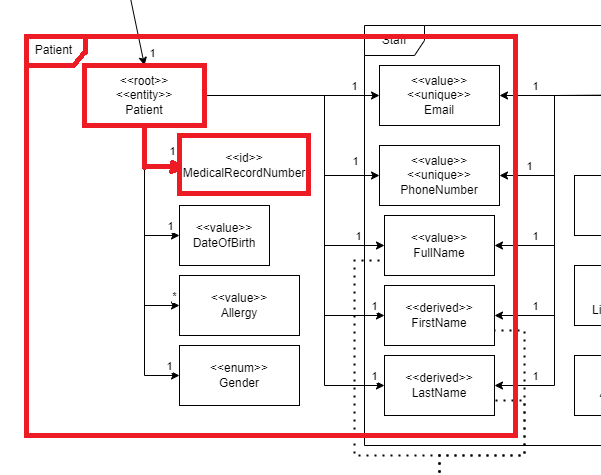 Patient
Staff
1
<<root>>
<<entity>>
Patient
1
<<value>>
<<unique>>
Email
1
1
<<id>>
MedicalRecordNumber
1
<<value>>
<<unique>>
PhoneNumber
1
1
<<value>>
DateOfBirth
1
<<value>>
FullName
1
*
<<value>>
Allergy
1
<<derived>>
FirstName
1
1
<<enum>>
Gender
1
<<derived>>
LastName
1
Li